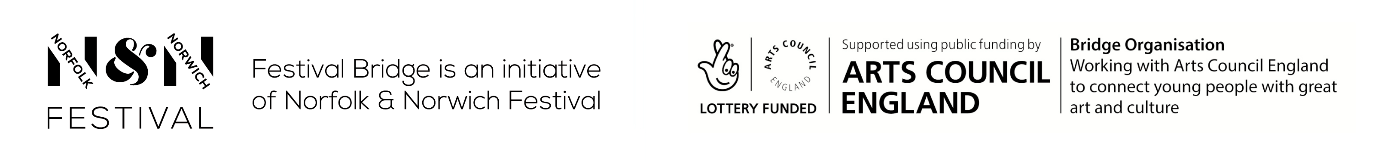 N&N
NORFOLK
NORWICH
FESTIVAL
Festival Bridge is an initiative
of Norfolk & Norwich Festival
LOTTERY FUNDED
ARTS COUNCIL
ENGLAND
Supported using public funding by
ARTS COUNCIL
ENGLAND
Bridge Organisation
Working with Arts Council England
to connect young people with great
art and culture